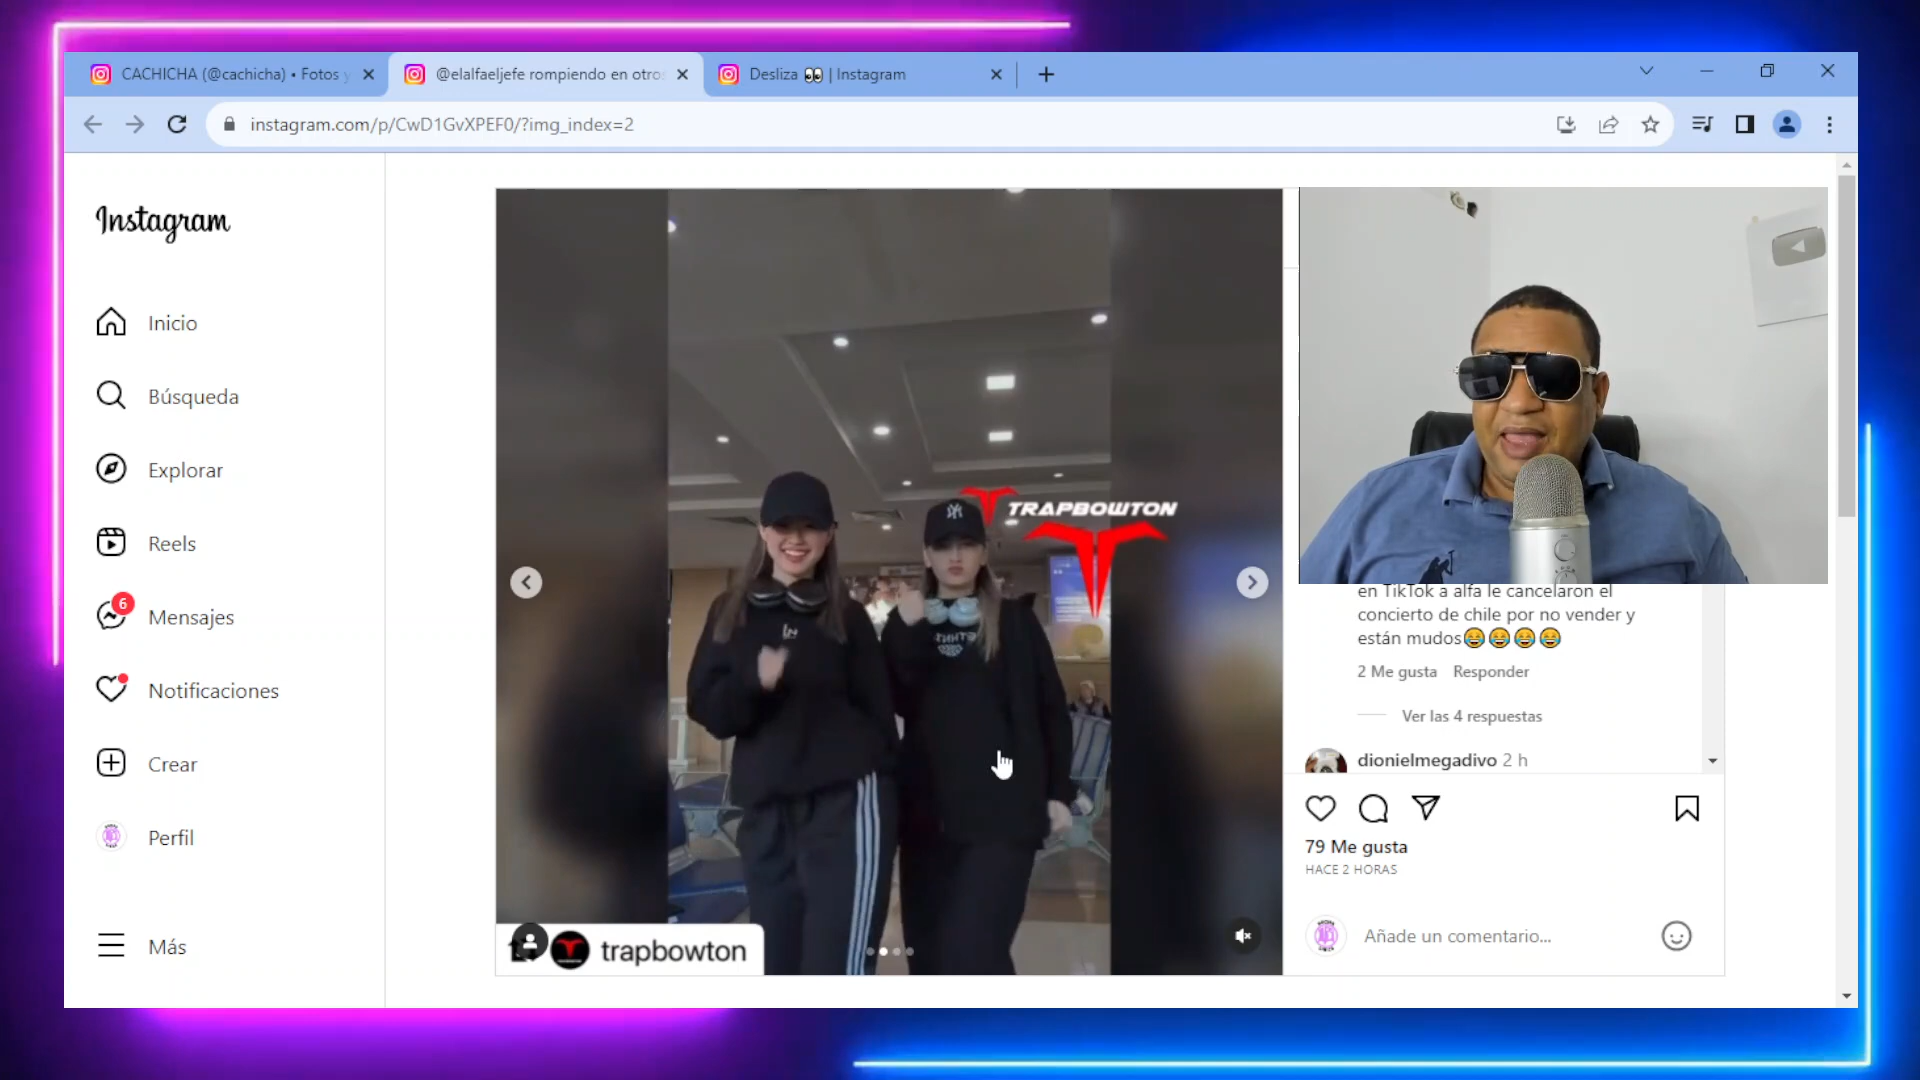 CACHICHA (@cachicha) • Fotos y
@elalfaeljefe rompiendo en otros
Desliza 👀 | Instagram
instagram.com/p/CwD1GvXPEF0/?img_index=2
Instagram
Inicio
Búsqueda
Explorar
Reels
6
Mensajes
Notificaciones
Crear
Perfil
Más
TRAPBOWTON
trapbowton
en TikTok a alfa le cancelaron el
concierto de chile por no vender y
están mudos😂😂😂😂
2 Me gusta Responder
Ver las 4 respuestas
dionielmegadivo 2 h
79 Me gusta
HACE 2 HORAS
Añade un comentario...